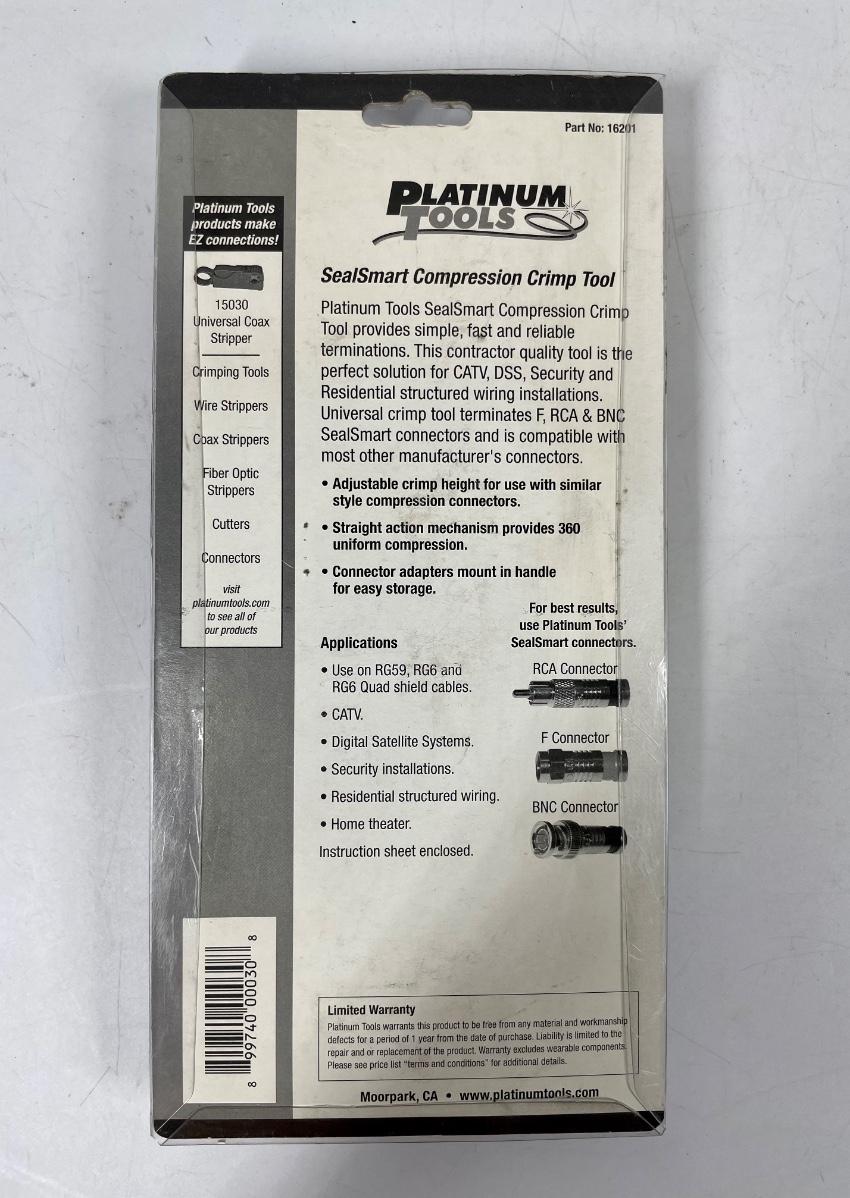 Part No: 16201
PLATINUM
TOOLS
Platinum Tools
products make
EZ connections!
15030
Universal Coax
Stripper
Crimping Tools
Wire Strippers
Coax Strippers
Fiber Optic
Strippers
Cutters
Connectors
visit
platinumtools.com
to see all of
our products
SealSmart Compression Crimp Tool
Platinum Tools SealSmart Compression Crimp
Tool provides simple, fast and reliable
terminations. This contractor quality tool is the
perfect solution for CATV, DSS, Security and
Residential structured wiring installations.
Universal crimp tool terminates F, RCA & BNC
SealSmart connectors and is compatible with
most other manufacturer's connectors.
• Adjustable crimp height for use with similar
style compression connectors.
• Straight action mechanism provides 360
uniform compression.
• Connector adapters mount in handle
for easy storage.
Applications
• Use on RG59, RG6 and
RG6 Quad shield cables.
• CATV.
• Digital Satellite Systems.
• Security installations.
• Residential structured wiring.
• Home theater.
Instruction sheet enclosed.
For best results,
use Platinum Tools'
SealSmart connectors.
RCA Connector
F Connector
BNC Connector
8 99740 00030 8
Limited Warranty
Platinum Tools warrants this product to be free from any material and workmanship
defects for a period of 1 year from the date of purchase. Liability is limited to the
repair and or replacement of the product. Warranty excludes wearable components.
Please see price list "terms and conditions" for additional details.
Moorpark, CA • www.platinumtools.com